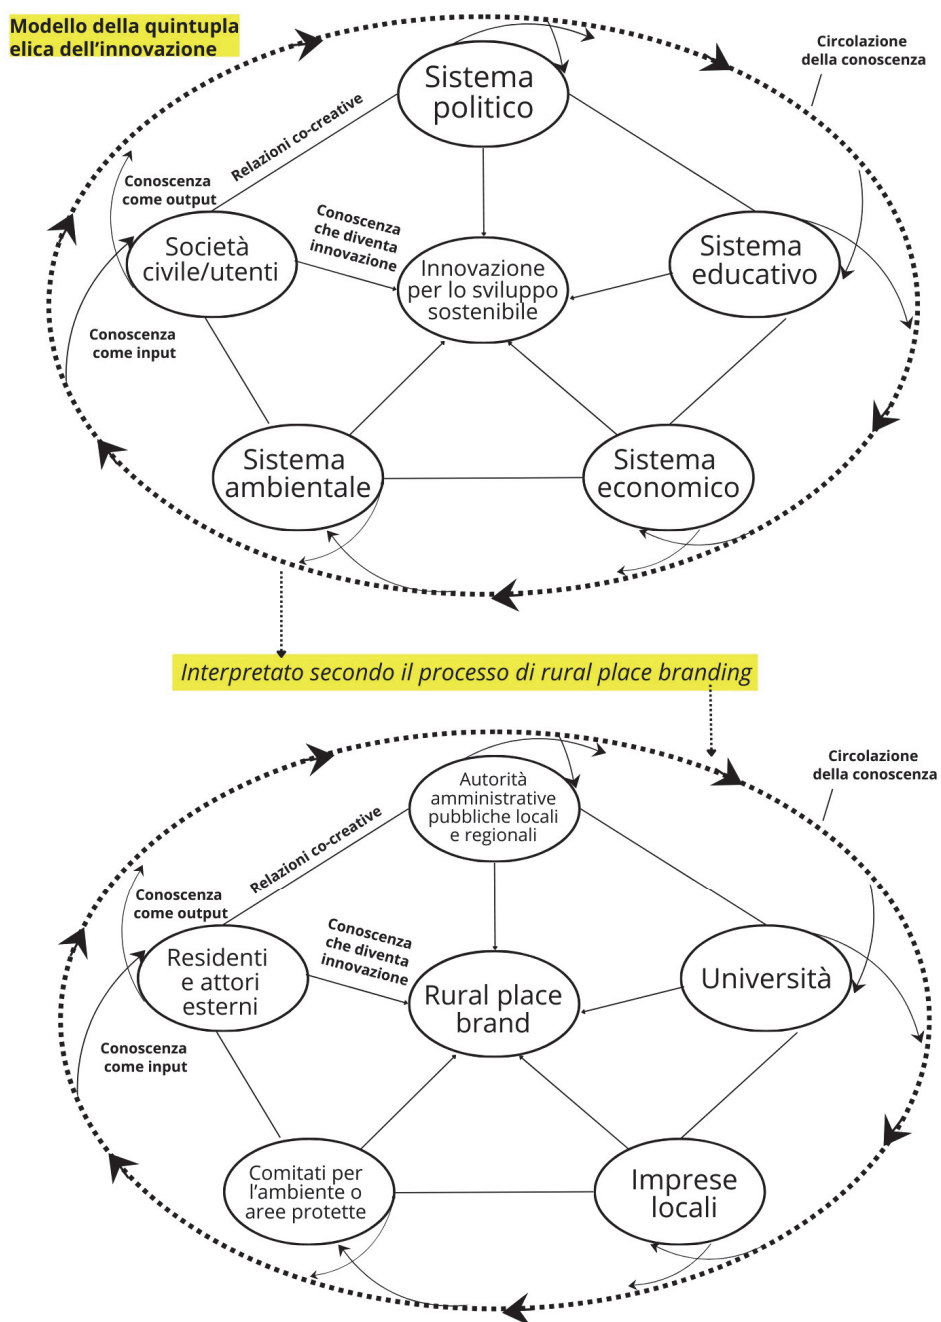 Modello della quintupla
elica dell’innovazione
Circolazione
della conoscenza
Sistema
politico
Relazioni co-creative
Conoscenza
come output
Conoscenza
che diventa
innovazione
Società
civile/utenti
Sistema
educativo
Innovazione
per lo sviluppo
sostenibile
Conoscenza
come input
Sistema
ambientale
Sistema
economico
Interpretato secondo il processo di rural place branding
Circolazione
della conoscenza
Autorità
amministrative
pubbliche locali
e regionali
Relazioni co-creative
Conoscenza
come output
Conoscenza
che diventa
innovazione
Residenti
e attori
esterni
Università
Rural place
brand
Conoscenza
come input
Comitati per
l’ambiente o
aree protette
Imprese
locali